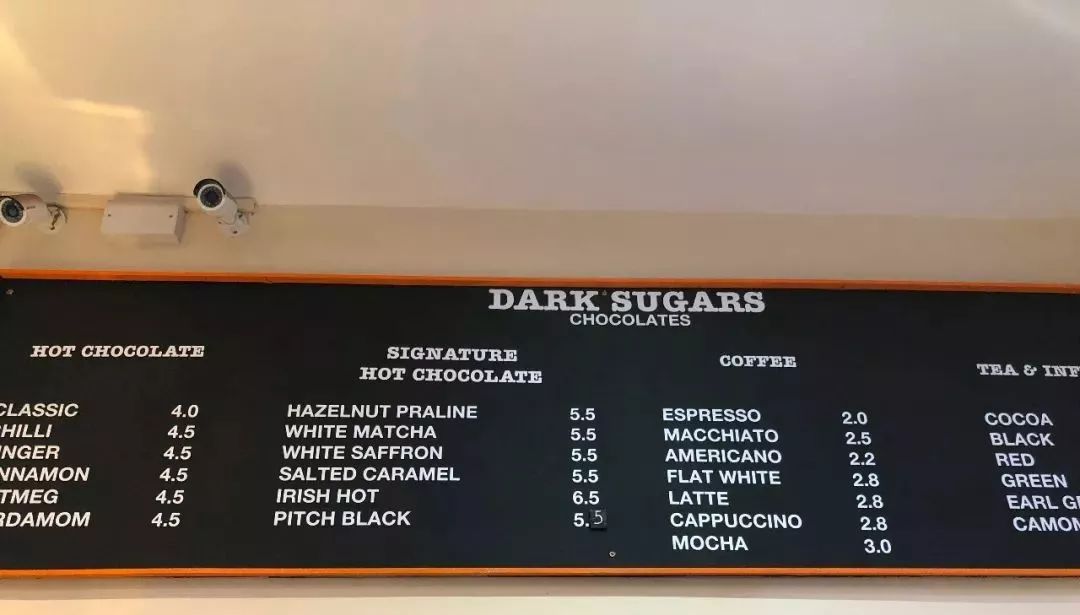 DARK SUGARS
CHOCOLATES
HOT CHOCOLATE
CLASSIC 4.0
HILLI 4.5
NGER 4.5
NNAMON 4.5
TMEG 4.5
RDAMOM 4.5
SIGNATURE
HOT CHOCOLATE
HAZELNUT PRALINE 5.5
WHITE MATCHA 5.5
WHITE SAFFRON 5.5
SALTED CARAMEL 5.5
IRISH HOT 6.5
PITCH BLACK 5.5
COFFEE
ESPRESSO 2.0
MACCHIATO 2.5
AMERICANO 2.2
FLAT WHITE 2.8
LATTE 2.8
CAPPUCCINO 2.8
MOCHA 3.0
TEA & INF
COCOA
BLACK
RED
GREEN
EARL G
CAMOM